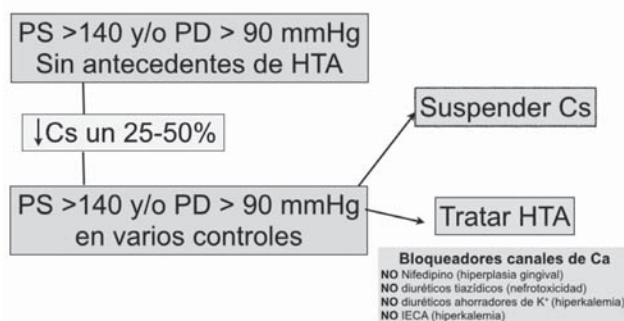 PS >140 y/o PD > 90 mmHg
Sin antecedentes de HTA
↓Cs un 25-50%
PS >140 y/o PD > 90 mmHg
en varios controles
Suspender Cs
Tratar HTA
Bloqueadores canales de Ca
NO Nifedipino (hiperplasia gingival)
NO diuréticos tiazídicos (nefrotoxicidad)
NO diuréticos ahorradores de K⁺ (hiperkalemia)
NO IECA (hiperkalemia)